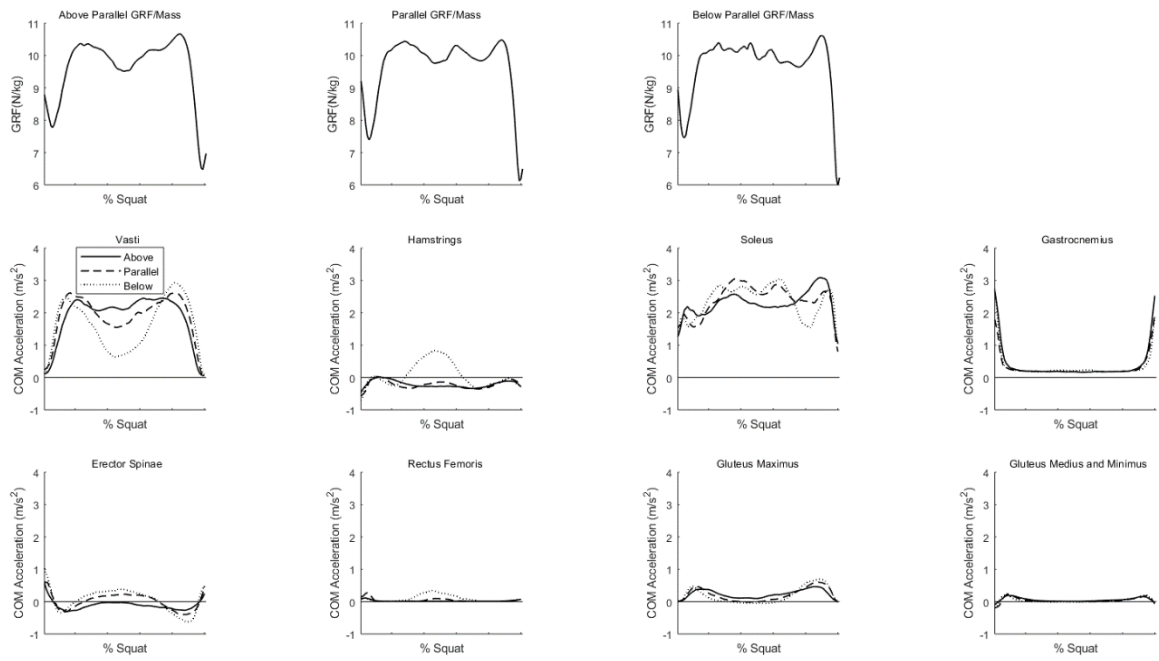 Above Parallel GRF/Mass
Parallel GRF/Mass
Below Parallel GRF/Mass
11
10
9
8
7
6
GRF(N/kg)
% Squat
11
10
9
8
7
6
GRF(N/kg)
% Squat
11
10
9
8
7
6
GRF(N/kg)
% Squat
Vasti
4
3
2
1
0
-1
COM Acceleration (m/s²)
Above
Parallel
Below
% Squat
Hamstrings
4
3
2
1
0
-1
COM Acceleration (m/s²)
% Squat
Soleus
4
3
2
1
0
-1
COM Acceleration (m/s²)
% Squat
Gastrocnemius
4
3
2
1
0
-1
COM Acceleration (m/s²)
% Squat
Erector Spinae
4
3
2
1
0
-1
COM Acceleration (m/s²)
% Squat
Rectus Femoris
4
3
2
1
0
-1
COM Acceleration (m/s²)
% Squat
Gluteus Maximus
4
3
2
1
0
-1
COM Acceleration (m/s²)
% Squat
Gluteus Medius and Minimus
4
3
2
1
0
-1
COM Acceleration (m/s²)
% Squat